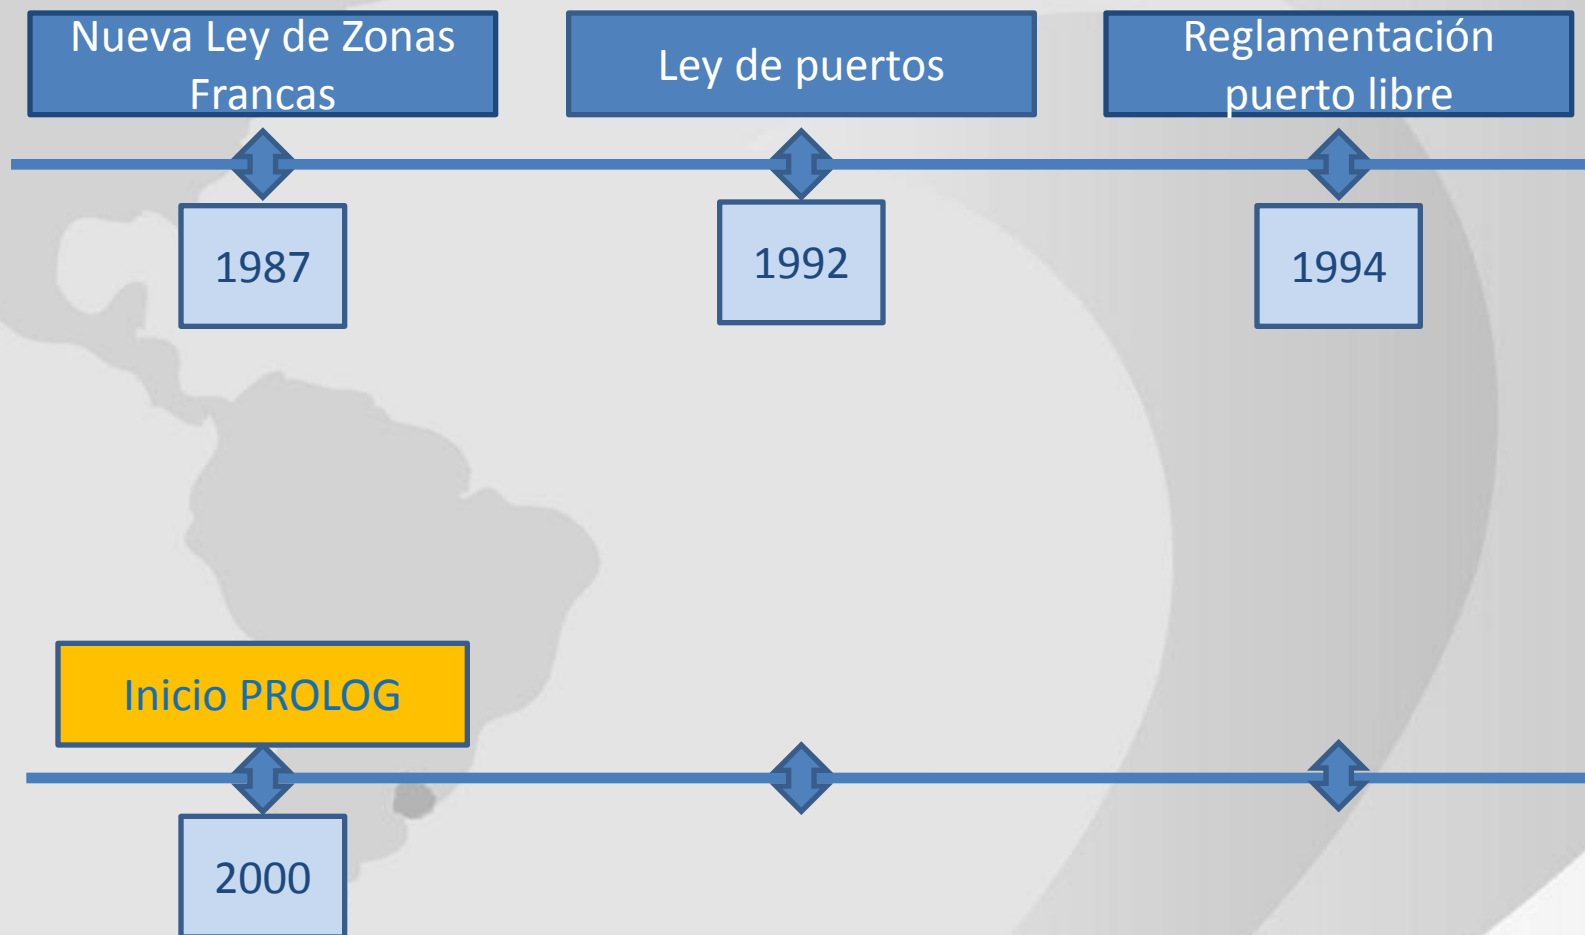 Nueva Ley de Zonas
Francas
Ley de puertos
Reglamentación
puerto libre
1987
1992
1994
Inicio PROLOG
2000